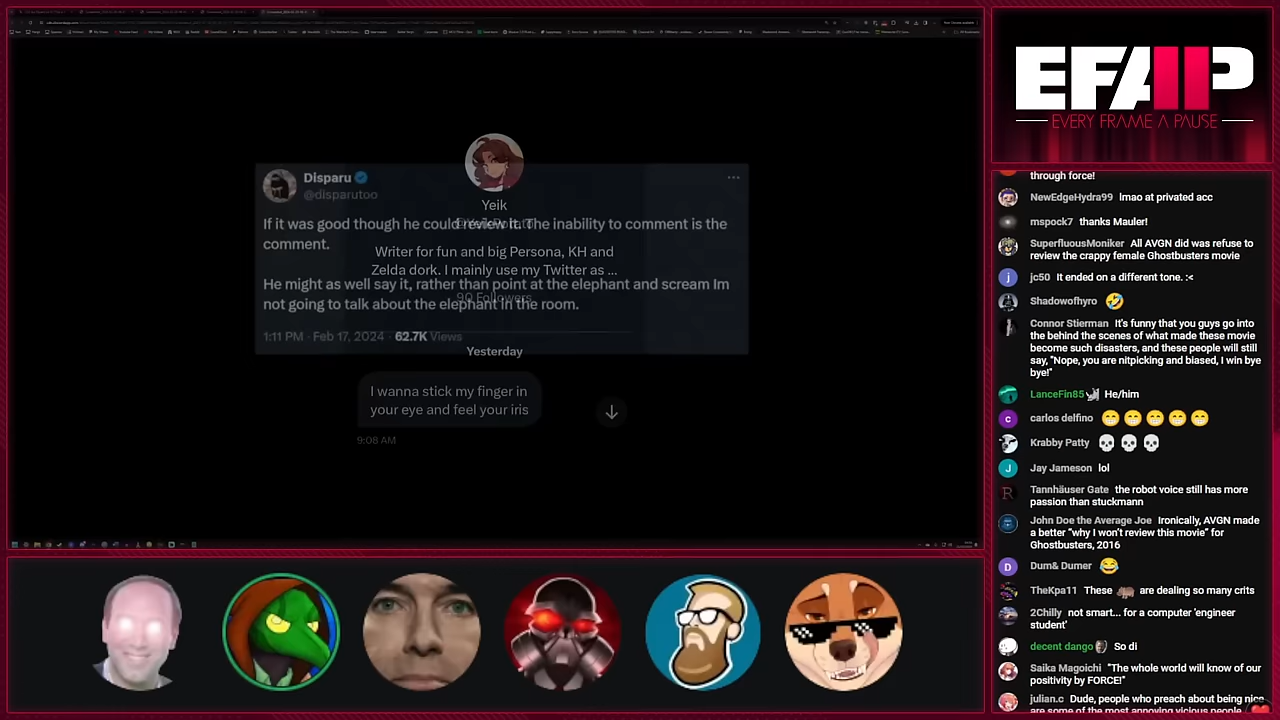 Disparu
@disparutoo
If it was good though he could review it. The inability to comment is the
comment.
He might as well say it, rather than point at the elephant and scream Im
not going to talk about the elephant in the room.
1:11 PM · Feb 17, 2024 · 62.7K Views
Yeik
Writer for fun and big Persona, KH and
Zelda dork. I mainly use my Twitter as ...
90 Followers
Yesterday
I wanna stick my finger in
your eye and feel your iris
9:08 AM
EFAP
EVERY FRAME A PAUSE
through force!
NewEdgeHydra99 lmao at privated acc
mspock7 thanks Mauler!
SuperfluousMoniker All AVGN did was refuse to
review the crappy female Ghostbusters movie
jc50 It ended on a different tone. :<
Shadowofhyro 🤣
Connor Stierman It's funny that you guys go into
the behind the scenes of what made these movie
become such disasters, and these people will still
say, "Nope, you are nitpicking and biased, I win bye
bye!"
LanceFin85 He/him
carlos delfino 😁😁😁😁😁
Krabby Patty 💀💀💀
Jay Jameson lol
Tannhäuser Gate the robot voice still has more
passion than stuckmann
John Doe the Average Joe Ironically, AVGN made
a better "why I won't review this movie" for
Ghostbusters, 2016
Dum& Dumer 😂
TheKpa11 These 🦛 are dealing so many crits
2Chilly not smart... for a computer 'engineer
student'
decent dango So di
Saika Magoichi "The whole world will know of our
positivity by FORCE!"
julian.c Dude, people who preach about being nice
are some of the most annoying vicious people